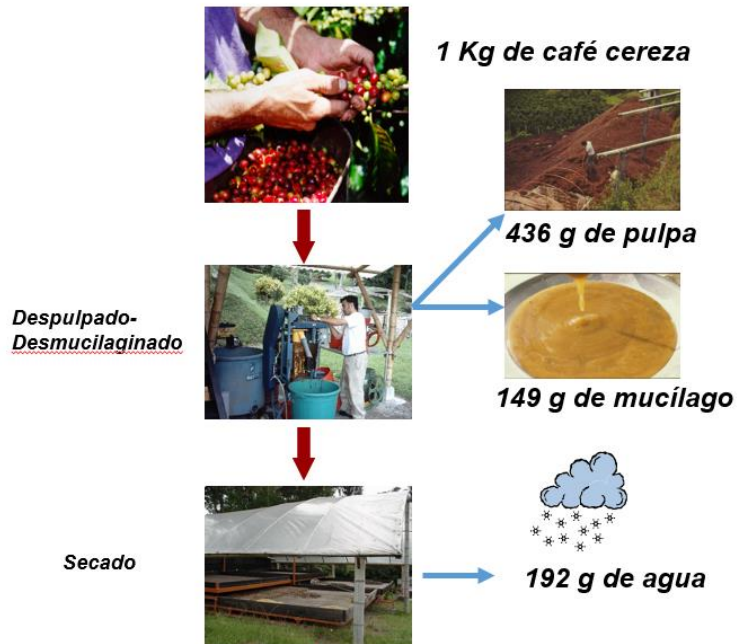 1 Kg de café cereza
436 g de pulpa
Despulpado-
Desmucilaginado
149 g de mucílago
Secado
192 g de agua